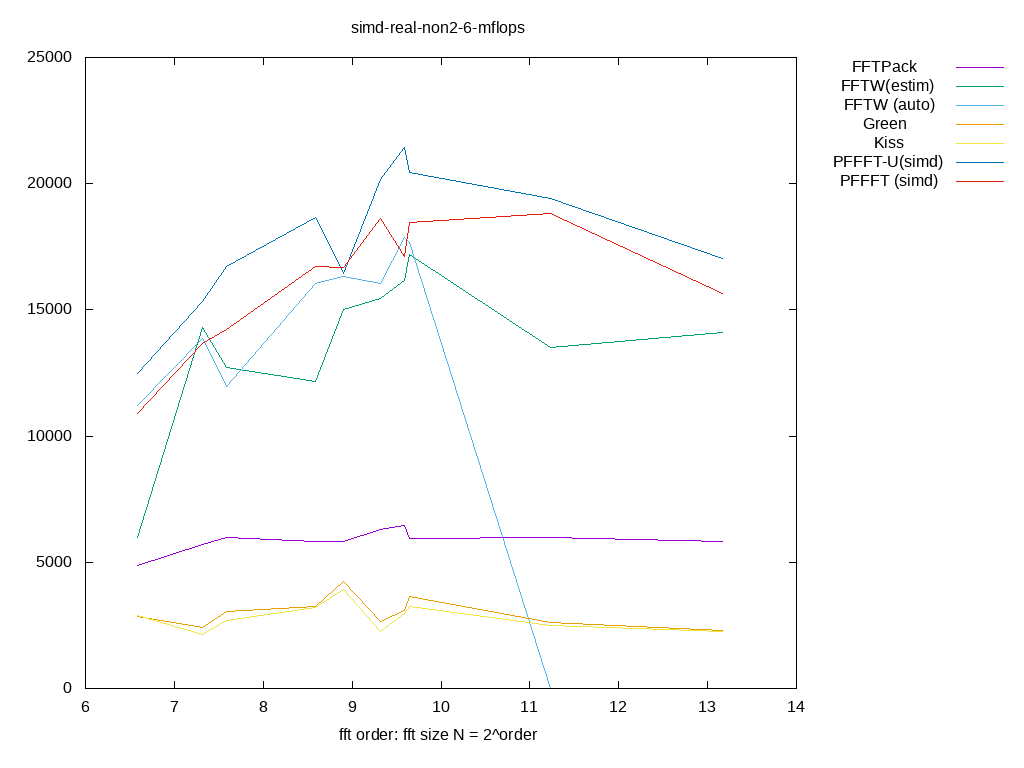 simd-real-non2-6-mflops
25000
20000
15000
10000
5000
0
6 7 8 9 10 11 12 13 14
fft order: fft size N = 2^order
FFTPack
FFTW(estim)
FFTW (auto)
Green
Kiss
PFFFT-U(simd)
PFFFT (simd)